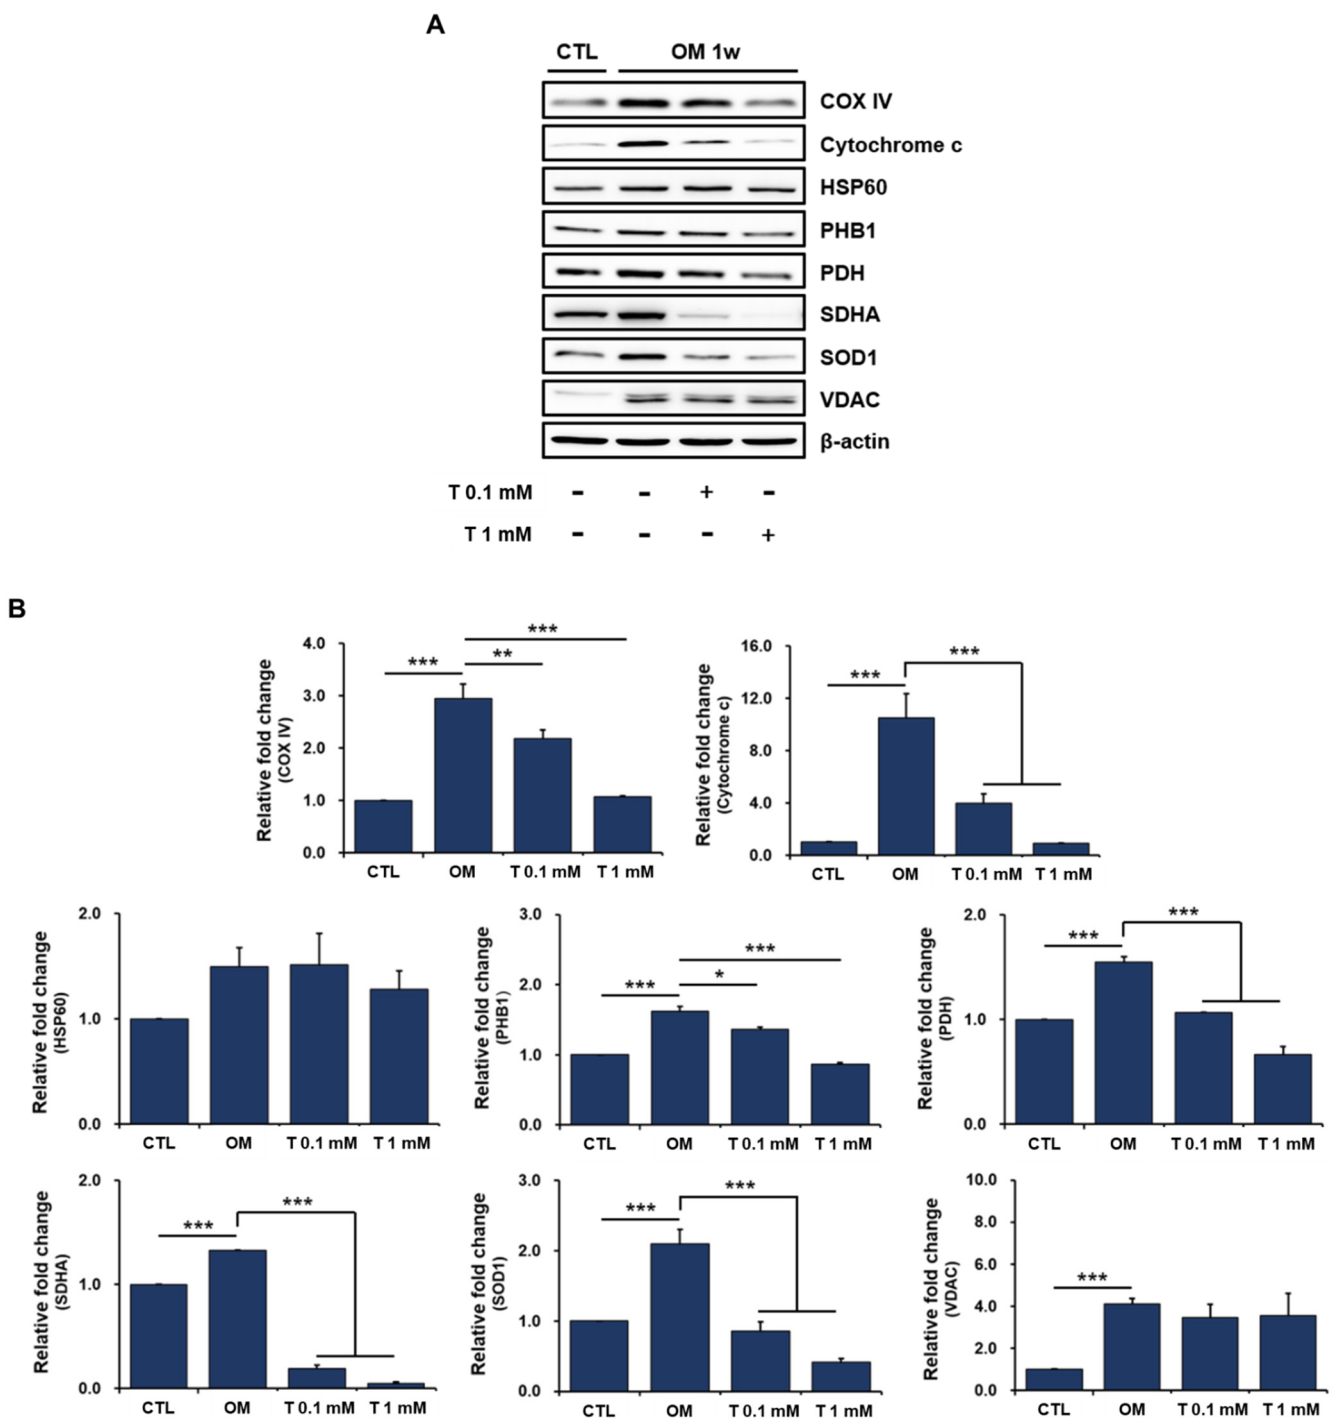 A
CTL OM 1w
COX IV
Cytochrome c
HSP60
PHB1
PDH
SDHA
SOD1
VDAC
β-actin
T 0.1 mM - - + -
T 1 mM - - - +
B
Relative fold change
(COX IV)
4.0
3.0
2.0
1.0
0.0
***
**
***
CTL OM T 0.1 mM T 1 mM
Relative fold change
(Cytochrome c)
16.0
12.0
8.0
4.0
0.0
***
***
CTL OM T 0.1 mM T 1 mM
Relative fold change
(HSP60)
2.0
1.0
0.0
CTL OM T 0.1 mM T 1 mM
Relative fold change
(PHB1)
3.0
2.0
1.0
0.0
***
*
***
CTL OM T 0.1 mM T 1 mM
Relative fold change
(PDH)
2.0
1.0
0.0
***
***
CTL OM T 0.1 mM T 1 mM
Relative fold change
(SDHA)
2.0
1.0
0.0
***
***
CTL OM T 0.1 mM T 1 mM
Relative fold change
(SOD1)
3.0
2.0
1.0
0.0
***
***
CTL OM T 0.1 mM T 1 mM
Relative fold change
(VDAC)
10.0
8.0
6.0
4.0
2.0
0.0
***
CTL OM T 0.1 mM T 1 mM